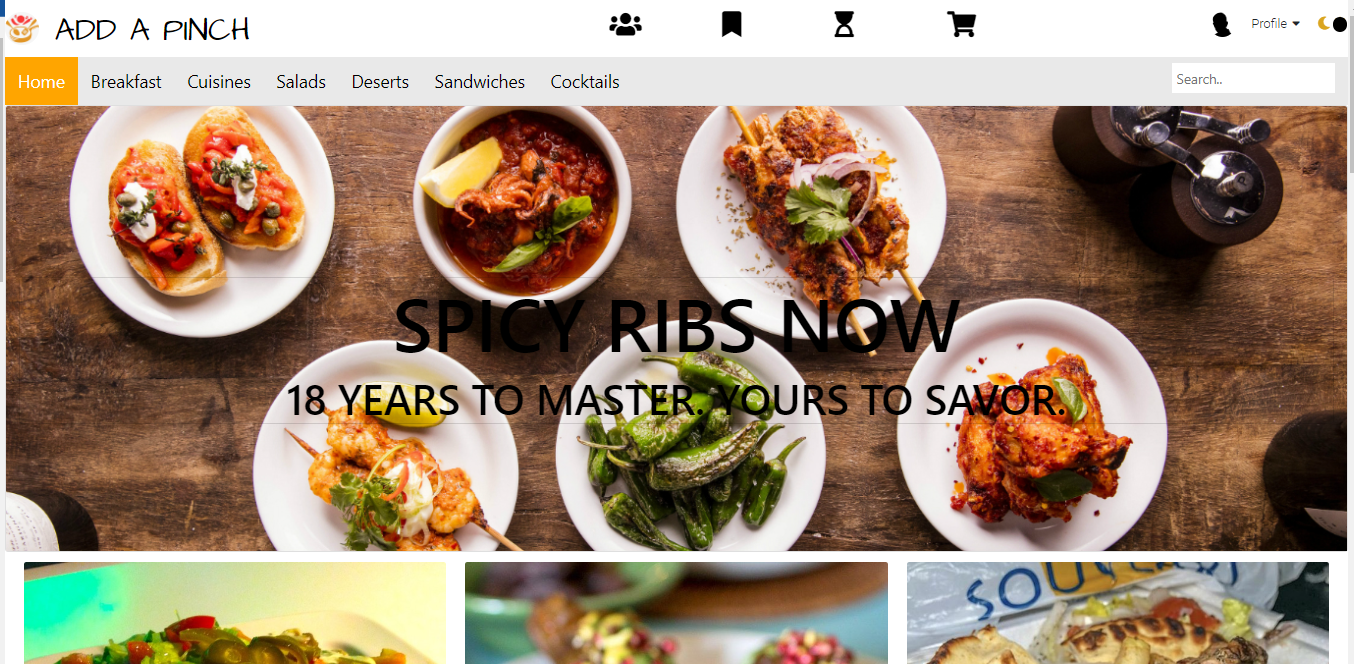 ADD A PINCH
Profile
Home Breakfast Cuisines Salads Deserts Sandwiches Cocktails Search..
SPICY RIBS NOW
18 YEARS TO MASTER. YOURS TO SAVOR.